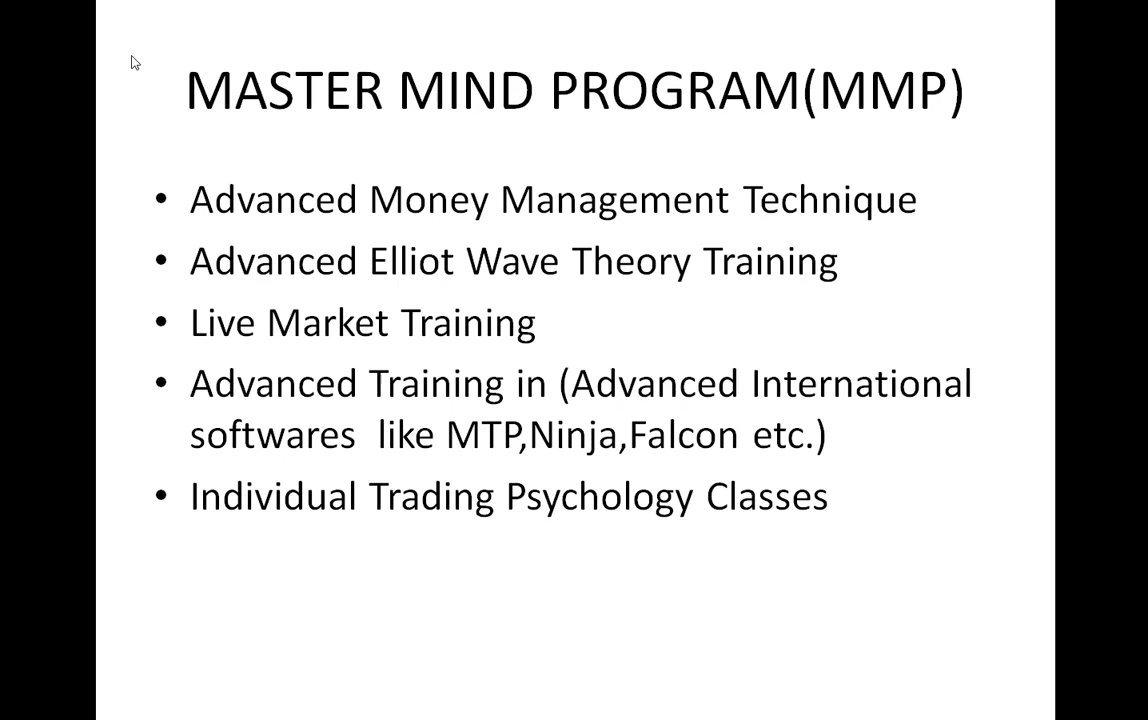 MASTER MIND PROGRAM(MMP)
• Advanced Money Management Technique
• Advanced Elliot Wave Theory Training
• Live Market Training
• Advanced Training in (Advanced International
softwares  like MTP,Ninja,Falcon etc.)
• Individual Trading Psychology Classes